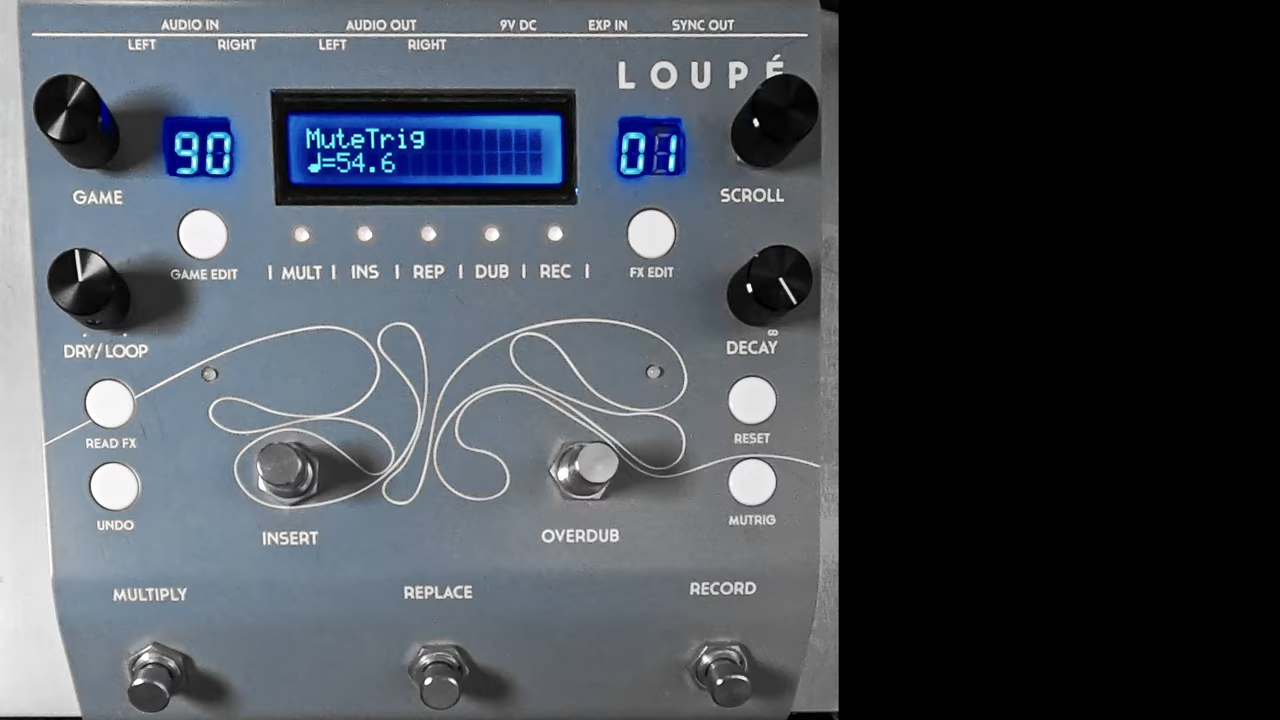 AUDIO IN AUDIO OUT 9V DC EXP IN SYNC OUT
LEFT RIGHT LEFT RIGHT
LOUPÉ
90
MuteTrig
♩=54.6
01
GAME
SCROLL
GAME EDIT
| MULT | INS | REP | DUB | REC |
FX EDIT
DRY/LOOP
∞
DECAY
READ FX
RESET
UNDO
MUTRIG
INSERT
OVERDUB
MULTIPLY
REPLACE
RECORD